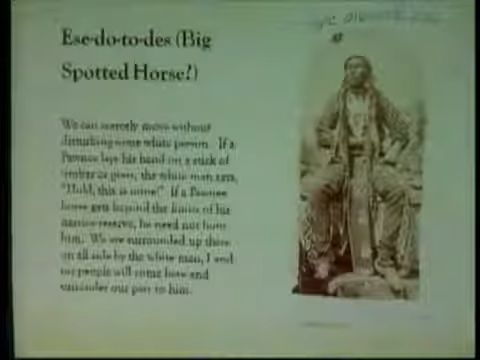 Ese-do-to-des (Big
Spotted Horse?)
We can scarcely move without
disturbing some white person. If a
Pawnee lays his hand on a stick of
timber or grass, the white man says,
"Hold, this is mine!" If a Pawnee
horse gets beyond the limits of his
narrow reserve, he need not hunt
him. We are surrounded up there
on all side by the white man, I and
my people will come here and
surrender our part to him.